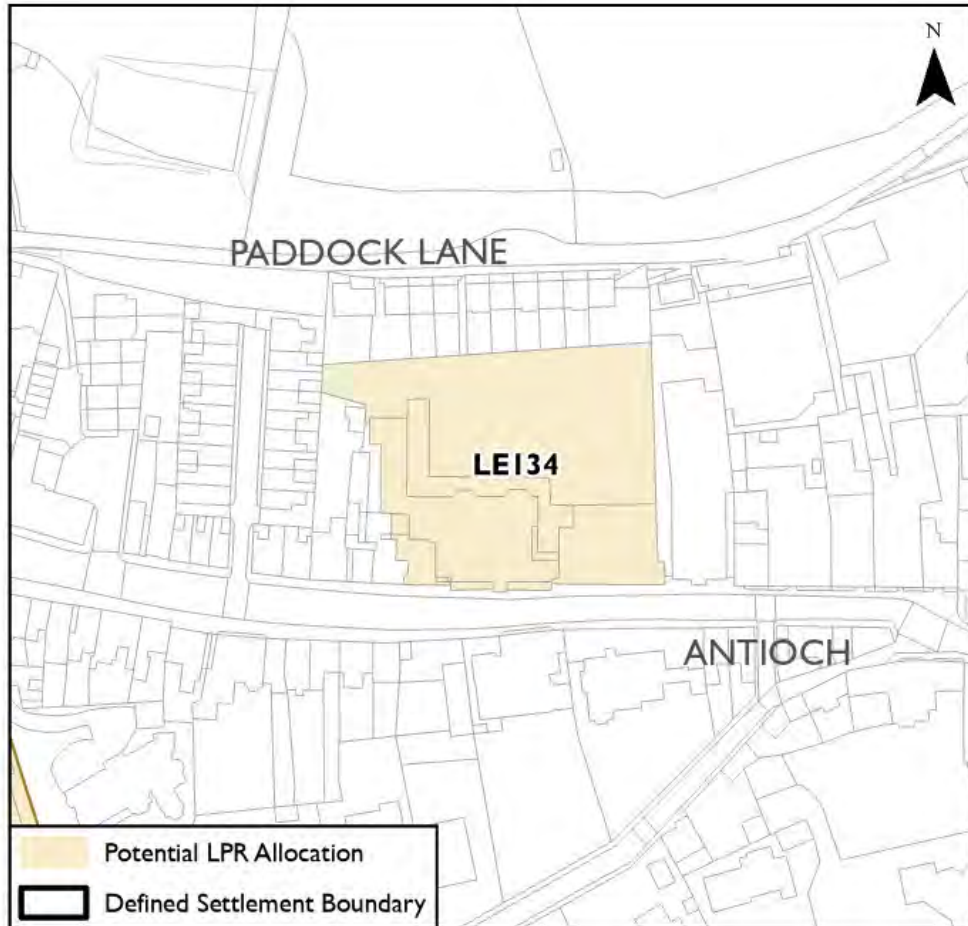 N
PADDOCK LANE
LE134
ANTIOCH
Potential LPR Allocation
Defined Settlement Boundary